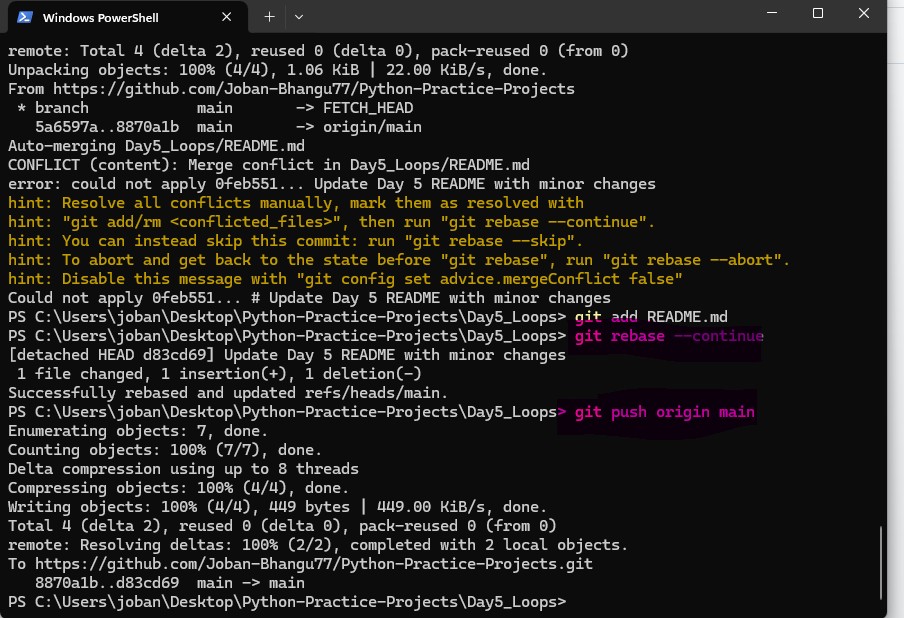 Windows PowerShell
remote: Total 4 (delta 2), reused 0 (delta 0), pack-reused 0 (from 0)
Unpacking objects: 100% (4/4), 1.06 KiB | 22.00 KiB/s, done.
From https://github.com/Joban-Bhangu77/Python-Practice-Projects
 * branch            main       -> FETCH_HEAD
   5a6597a..8870a1b  main       -> origin/main
Auto-merging Day5_Loops/README.md
CONFLICT (content): Merge conflict in Day5_Loops/README.md
error: could not apply 0feb551... Update Day 5 README with minor changes
hint: Resolve all conflicts manually, mark them as resolved with
hint: "git add/rm <conflicted_files>", then run "git rebase --continue".
hint: You can instead skip this commit: run "git rebase --skip".
hint: To abort and get back to the state before "git rebase", run "git rebase --abort".
hint: Disable this message with "git config set advice.mergeConflict false"
Could not apply 0feb551... # Update Day 5 README with minor changes
PS C:\Users\joban\Desktop\Python-Practice-Projects\Day5_Loops> git add README.md
PS C:\Users\joban\Desktop\Python-Practice-Projects\Day5_Loops> git rebase --continue
[detached HEAD d83cd69] Update Day 5 README with minor changes
 1 file changed, 1 insertion(+), 1 deletion(-)
Successfully rebased and updated refs/heads/main.
PS C:\Users\joban\Desktop\Python-Practice-Projects\Day5_Loops> git push origin main
Enumerating objects: 7, done.
Counting objects: 100% (7/7), done.
Delta compression using up to 8 threads
Compressing objects: 100% (4/4), done.
Writing objects: 100% (4/4), 449 bytes | 449.00 KiB/s, done.
Total 4 (delta 2), reused 0 (delta 0), pack-reused 0 (from 0)
remote: Resolving deltas: 100% (2/2), completed with 2 local objects.
To https://github.com/Joban-Bhangu77/Python-Practice-Projects.git
   8870a1b..d83cd69  main -> main
PS C:\Users\joban\Desktop\Python-Practice-Projects\Day5_Loops>